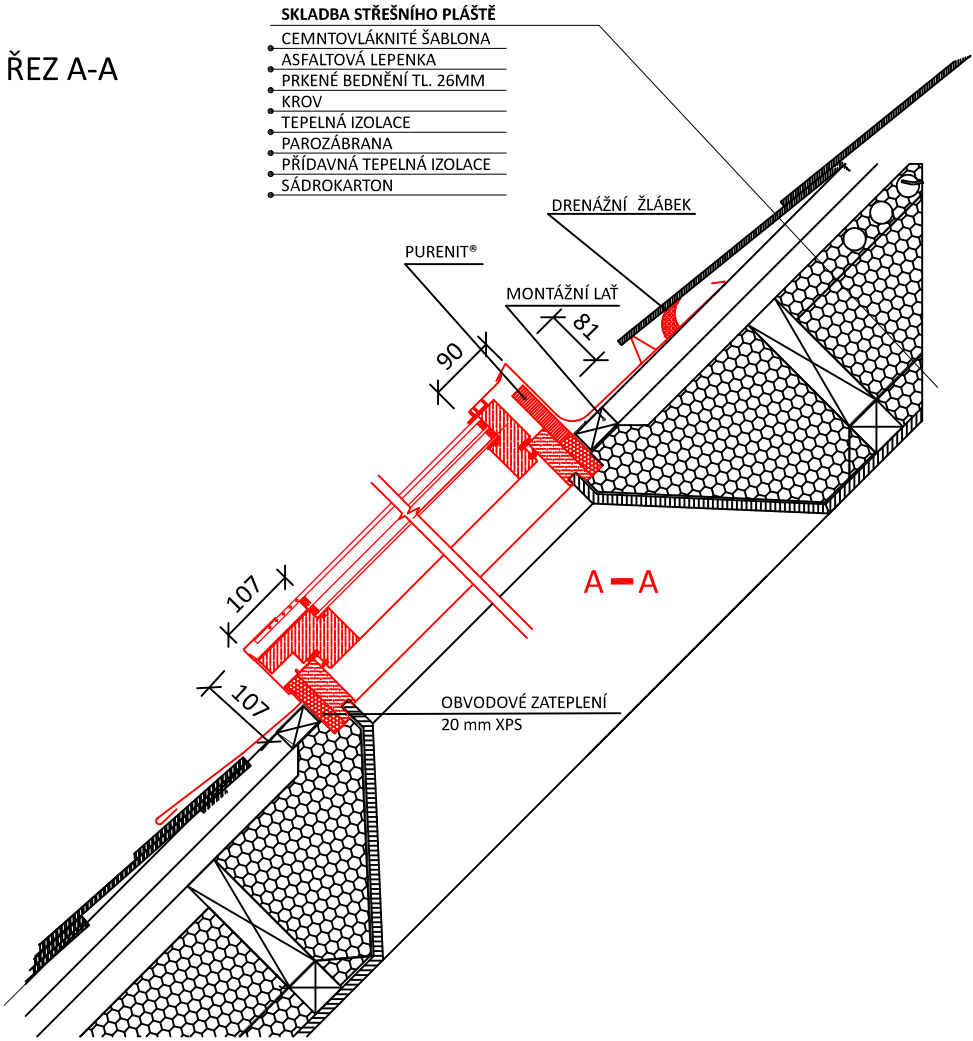 SKLADBA STŘEŠNÍHO PLÁŠTĚ
CEMNTOVLÁKNITÉ ŠABLONA
ASFALTOVÁ LEPENKA
PRKENÉ BEDNĚNÍ TL. 26MM
KROV
TEPELNÁ IZOLACE
PAROZÁBRANA
PŘÍDAVNÁ TEPELNÁ IZOLACE
SÁDROKARTON
ŘEZ A-A
DRENÁŽNÍ ŽLÁBEK
PURENIT®
MONTÁŽNÍ LAŤ
81
90
A A
107
107
OBVODOVÉ ZATEPLENÍ
20 mm XPS